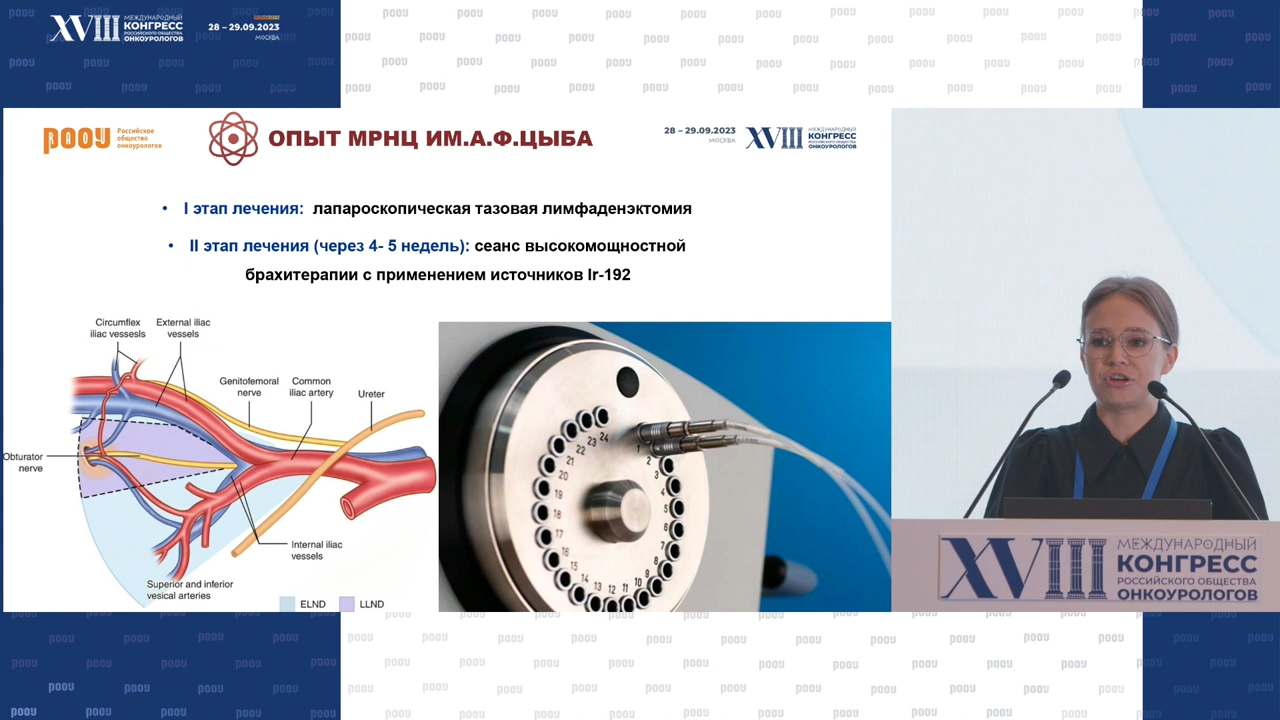 XVIII МЕЖДУНАРОДНЫЙ
КОНГРЕСС
РОССИЙСКОГО ОБЩЕСТВА
ОНКОУРОЛОГОВ
28 – 29.09.2023
МОСКВА
РООУ Российское
общество
онкоурологов
ОПЫТ МРНЦ ИМ.А.Ф.ЦЫБА
28 – 29.09.2023
МОСКВА
XVIII МЕЖДУНАРОДНЫЙ
КОНГРЕСС
РОССИЙСКОГО ОБЩЕСТВА
ОНКОУРОЛОГОВ
• I этап лечения: лапароскопическая тазовая лимфаденэктомия
• II этап лечения (через 4- 5 недель): сеанс высокомощностной
брахитерапии с применением источников Ir-192
Circumflex
iliac vessesls
External iliac
vessels
Genitofemoral
nerve
Common
iliac artery
Ureter
Obturator
nerve
Internal iliac
vessels
Superior and inferior
vesical arteries
ELND
LLND
1
2
3
4
5
6
7
8
9
10
11
12
13
14
15
16
17
18
19
20
21
22
23
24
XVIII МЕЖДУНАРОДНЫЙ
КОНГРЕСС
РОССИЙСКОГО ОБЩЕСТВА
ОНКОУРОЛОГОВ